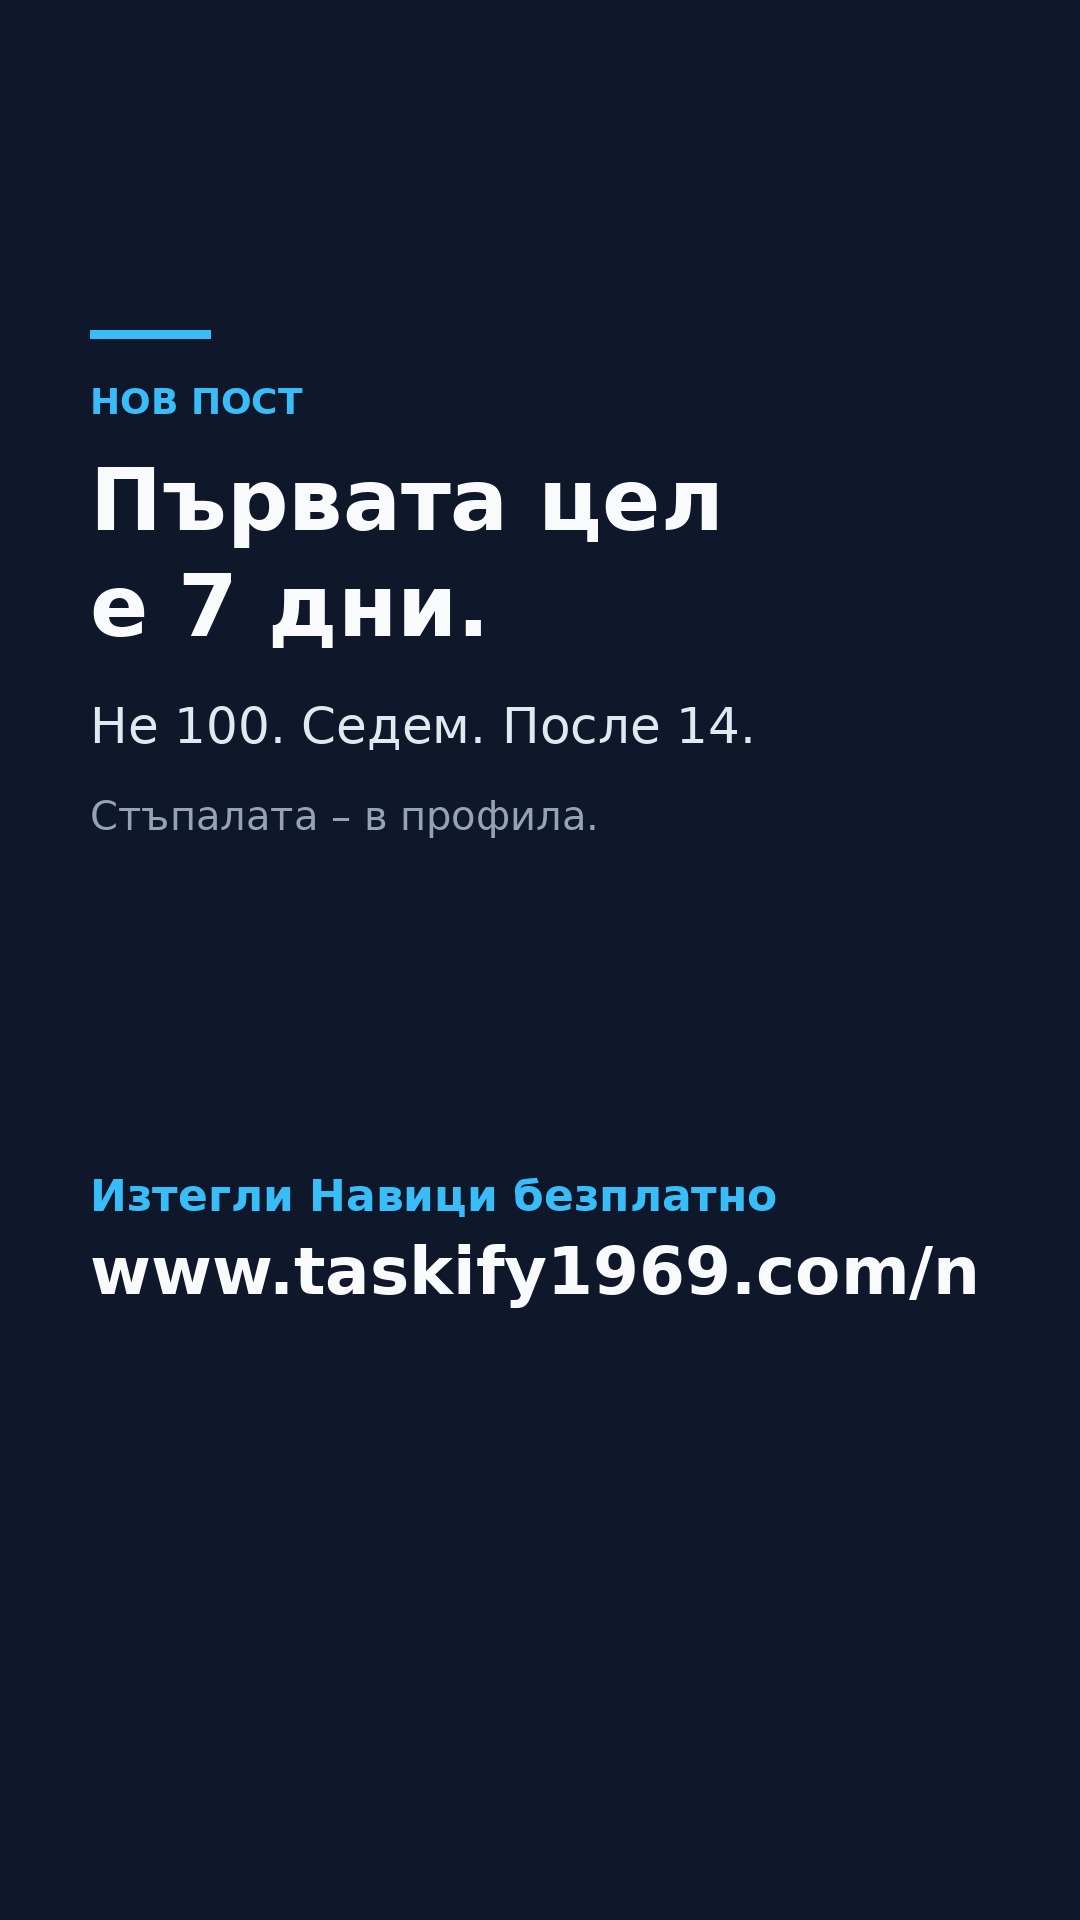 НОВ ПОСТ
Първата цел
е 7 дни.
Не 100. Седем. После 14.
Стъпалата – в профила.
Изтегли Навици безплатно
www.taskify1969.com/n